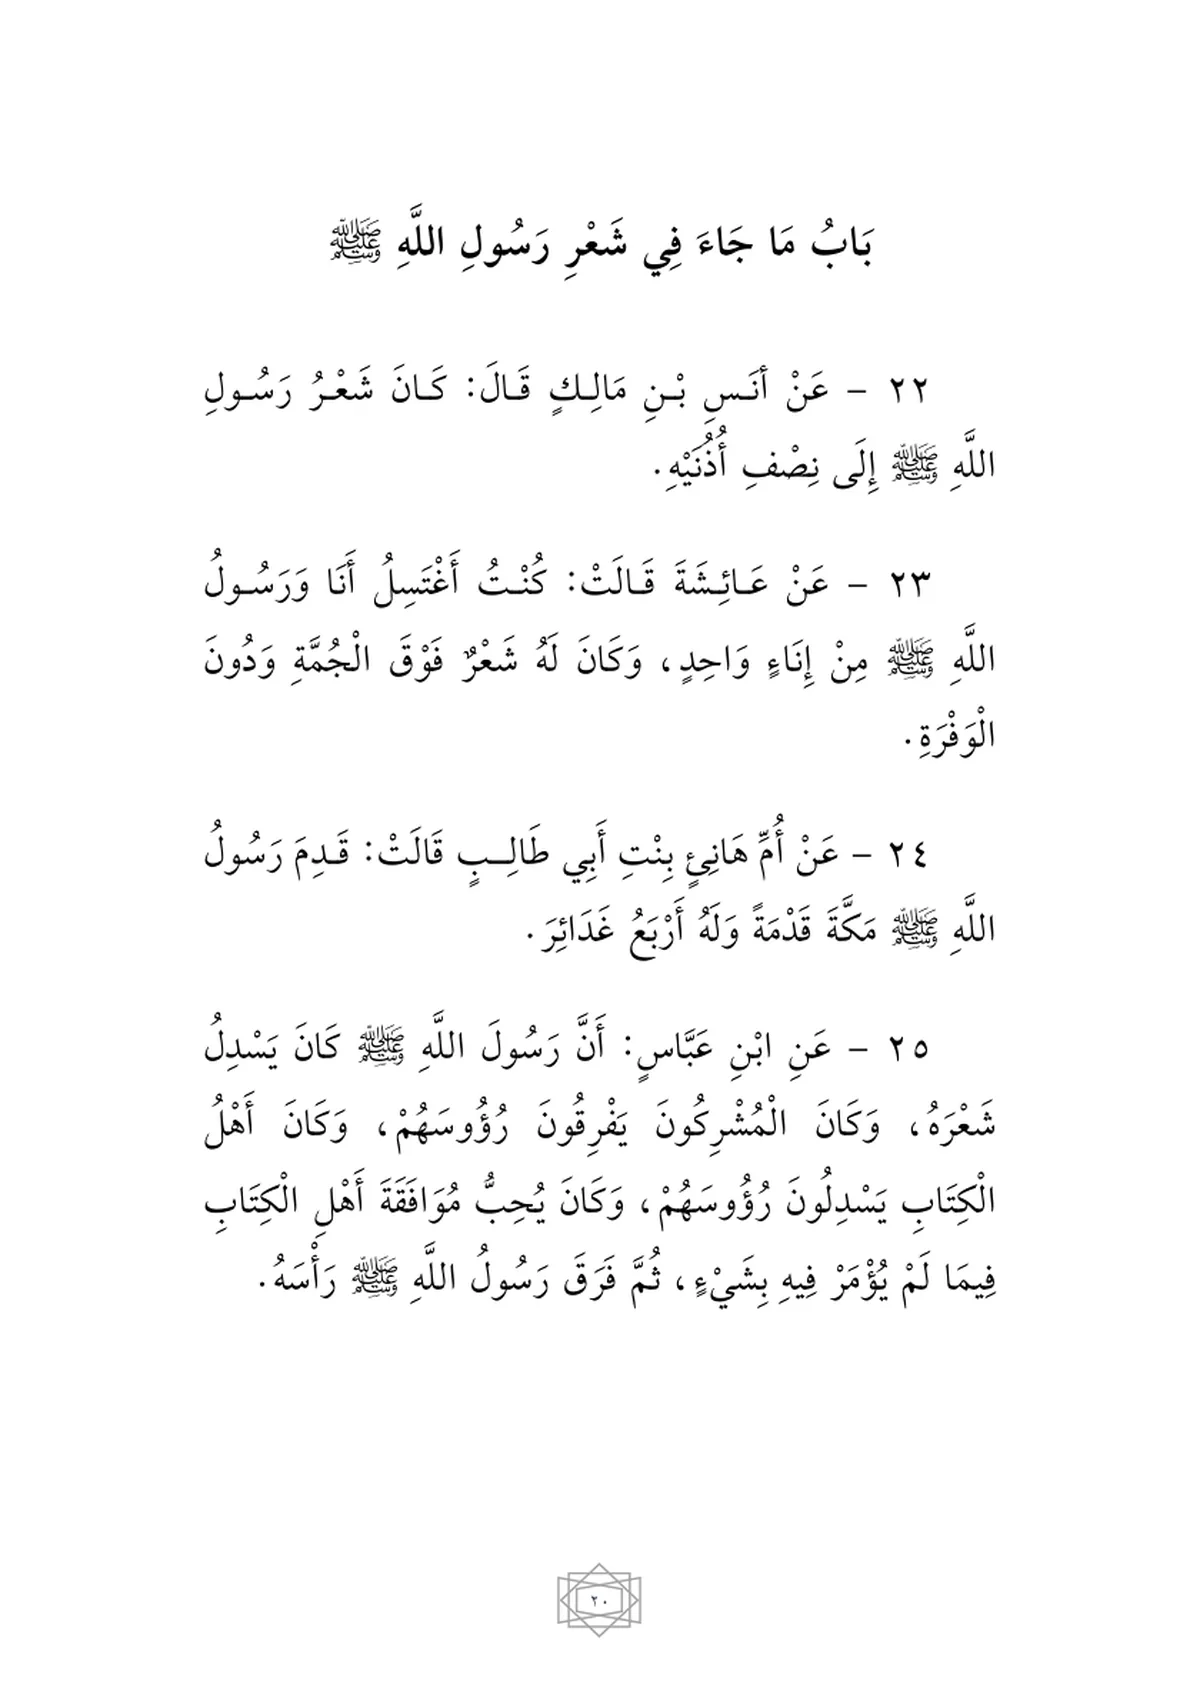 بَابُ مَا جَاءَ فِي شَعْرِ رَسُولِ اللَّهِ ﷺ
٢٢ – عَنْ أَنَسِ بْنِ مَالِكٍ قَالَ: كَانَ شَعْرُ رَسُولِ
اللَّهِ ﷺ إِلَى نِصْفِ أُذُنَيْهِ.
٢٣ – عَنْ عَائِشَةَ قَالَتْ: كُنْتُ أَغْتَسِلُ أَنَا وَرَسُولُ
اللَّهِ ﷺ مِنْ إِنَاءٍ وَاحِدٍ، وَكَانَ لَهُ شَعْرٌ فَوْقَ الْجُمَّةِ وَدُونَ
الْوَفْرَةِ.
٢٤ – عَنْ أُمِّ هَانِئٍ بِنْتِ أَبِي طَالِبٍ قَالَتْ: قَدِمَ رَسُولُ
اللَّهِ ﷺ مَكَّةَ قَدْمَةً وَلَهُ أَرْبَعُ غَدَائِرَ.
٢٥ – عَنِ ابْنِ عَبَّاسٍ: أَنَّ رَسُولَ اللَّهِ ﷺ كَانَ يَسْدِلُ
شَعْرَهُ، وَكَانَ الْمُشْرِكُونَ يَفْرِقُونَ رُؤُوسَهُمْ، وَكَانَ أَهْلُ
الْكِتَابِ يَسْدِلُونَ رُؤُوسَهُمْ، وَكَانَ يُحِبُّ مُوَافَقَةَ أَهْلِ الْكِتَابِ
فِيمَا لَمْ يُؤْمَرْ فِيهِ بِشَيْءٍ، ثُمَّ فَرَقَ رَسُولُ اللَّهِ ﷺ رَأْسَهُ.
٢٠